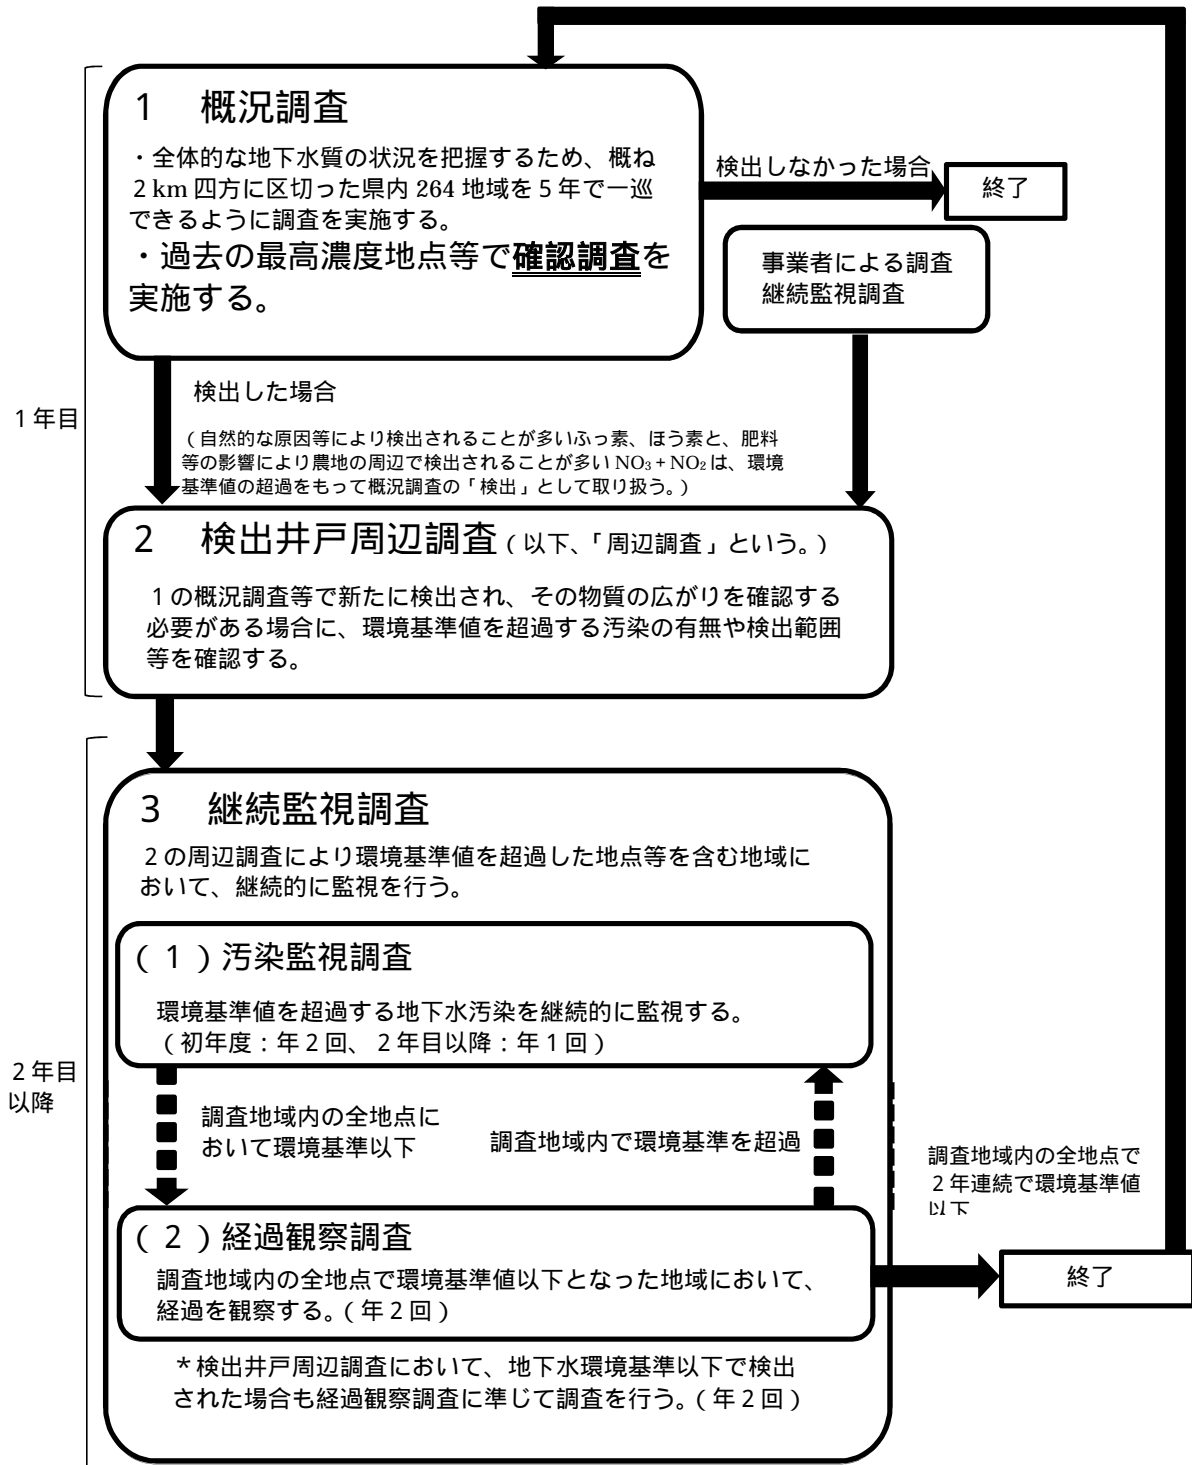 1　概況調査
・全体的な地下水質の状況を把握するため、概ね
2 km 四方に区切った県内 264 地域を 5 年で一巡
できるように調査を実施する。
・過去の最高濃度地点等で確認調査を
実施する。
検出しなかった場合
終了
事業者による調査
継続監視調査
1 年目
検出した場合
（自然的な原因等により検出されることが多いふっ素、ほう素と、肥料
等の影響により農地の周辺で検出されることが多い NO₃+NO₂ は、環境
基準値の超過をもって概況調査の「検出」として取り扱う。）
2　検出井戸周辺調査（以下、「周辺調査」という。）
1 の概況調査等で新たに検出され、その物質の広がりを確認する
必要がある場合に、環境基準値を超過する汚染の有無や検出範囲
等を確認する。
3　継続監視調査
2 の周辺調査により環境基準値を超過した地点等を含む地域に
おいて、継続的に監視を行う。
（1）汚染監視調査
環境基準値を超過する地下水汚染を継続的に監視する。
（初年度：年 2 回、 2 年目以降：年 1 回）
2 年目
以降
調査地域内の全地点に
おいて環境基準以下
調査地域内で環境基準を超過
調査地域内の全地点で
2 年連続で環境基準値
以下
（2）経過観察調査
調査地域内の全地点で環境基準値以下となった地域において、
経過を観察する。（年 2 回）
終了
＊検出井戸周辺調査において、地下水環境基準以下で検出
された場合も経過観察調査に準じて調査を行う。（年 2 回）